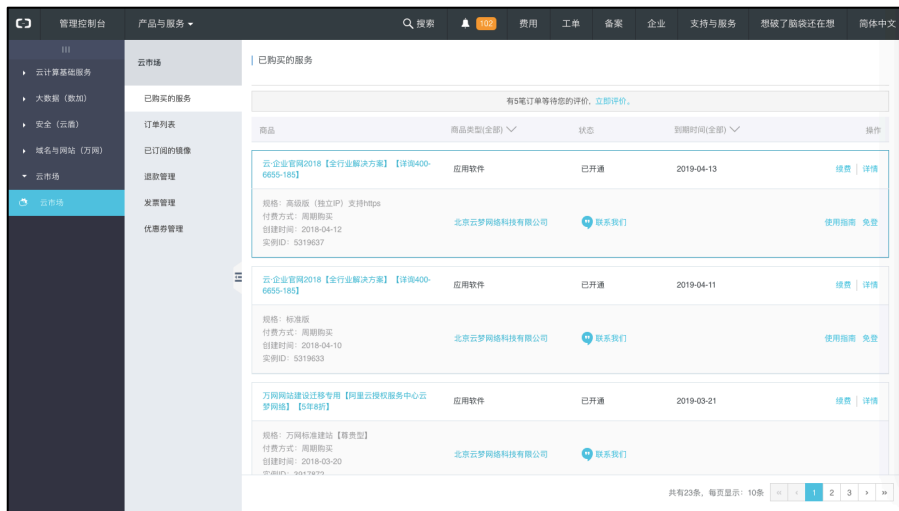 管理控制台
产品与服务
搜索
102
费用
工单
备案
企业
支持与服务
想破了脑袋还在想
简体中文
云计算基础服务
大数据（数加）
安全（云盾）
域名与网站（万网）
云市场
云市场
云市场
已购买的服务
订单列表
已订阅的镜像
退款管理
发票管理
优惠券管理
已购买的服务
有5笔订单等待您的评价, 立即评价。
商品
商品类型(全部)
状态
到期时间(全部)
操作
云·企业官网2018【全行业解决方案】【详询400-
6655-185】
应用软件
已开通
2019-04-13
续费 | 详情
规格：高级版（独立IP）支持https
付费方式：周期购买
创建时间：2018-04-12
实例ID：5319637
北京云梦网络科技有限公司
联系我们
使用指南 免登
云·企业官网2018【全行业解决方案】【详询400-
6655-185】
应用软件
已开通
2019-04-11
续费 | 详情
规格：标准版
付费方式：周期购买
创建时间：2018-04-10
实例ID：5319633
北京云梦网络科技有限公司
联系我们
使用指南 免登
万网网站建设迁移专用【阿里云授权服务中心云
梦网络】【5年8折】
应用软件
已开通
2019-03-21
续费 | 详情
规格：万网标准建站【尊贵型】
付费方式：周期购买
创建时间：2018-03-20
实例ID：3917872
北京云梦网络科技有限公司
联系我们
共有23条, 每页显示：10条
« ‹ 1 2 3 › »